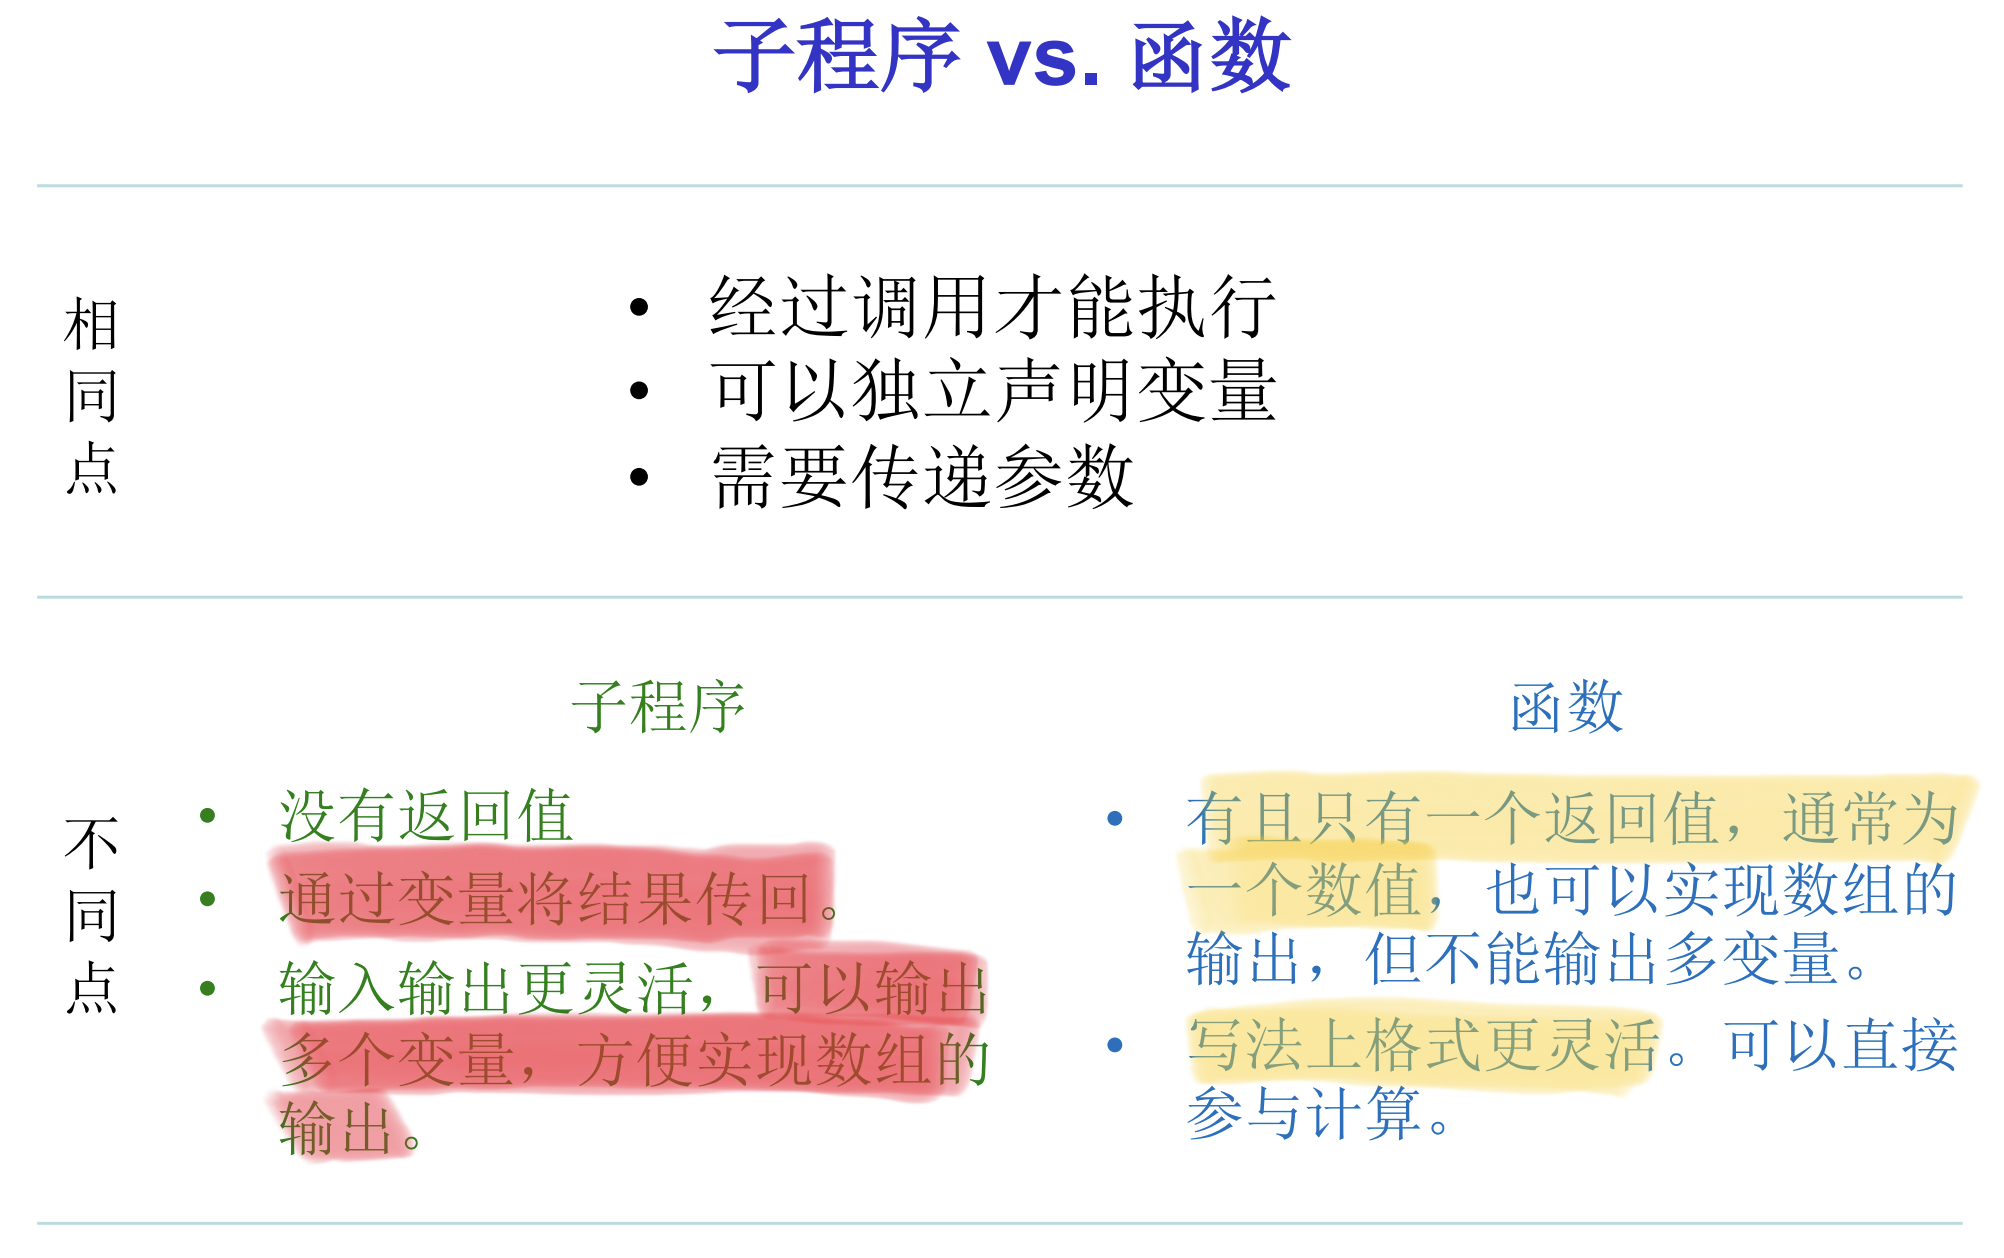 子程序 vs. 函数
相同点
• 经过调用才能执行
• 可以独立声明变量
• 需要传递参数
不同点
子程序
• 没有返回值
• 通过变量将结果传回。
• 输入输出更灵活，可以输出
多个变量，方便实现数组的
输出。
函数
• 有且只有一个返回值，通常为
一个数值，也可以实现数组的
输出，但不能输出多变量。
• 写法上格式更灵活。可以直接
参与计算。